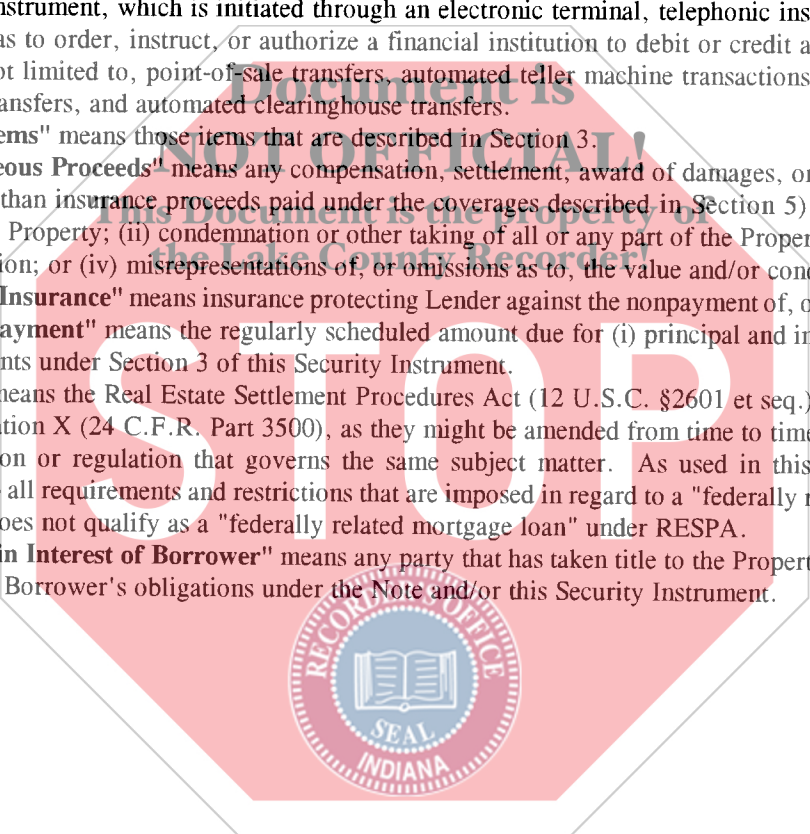 nstrument, which is initiated through an electronic terminal, telephonic ins
as to order, instruct, or authorize a financial institution to debit or credit a
ot limited to, point-of-sale transfers, automated teller machine transactions
ansfers, and automated clearinghouse transfers.
ems" means those items that are described in Section 3.
eous Proceeds" means any compensation, settlement, award of damages, or
than insurance proceeds paid under the coverages described in Section 5)
Property; (ii) condemnation or other taking of all or any part of the Proper
ion; or (iv) misrepresentations of, or omissions as to, the value and/or cond
Insurance" means insurance protecting Lender against the nonpayment of, o
ayment" means the regularly scheduled amount due for (i) principal and in
nts under Section 3 of this Security Instrument.
neans the Real Estate Settlement Procedures Act (12 U.S.C. §2601 et seq.)
ation X (24 C.F.R. Part 3500), as they might be amended from time to time
on or regulation that governs the same subject matter. As used in this
all requirements and restrictions that are imposed in regard to a "federally r
oes not qualify as a "federally related mortgage loan" under RESPA.
in Interest of Borrower" means any party that has taken title to the Propert
Borrower's obligations under the Note and/or this Security Instrument.
Document is
NOT OFFICIAL!
This Document is the property of
the Lake County Recorder!
STOP
RECORDER'S OFFICE
SEAL
INDIANA